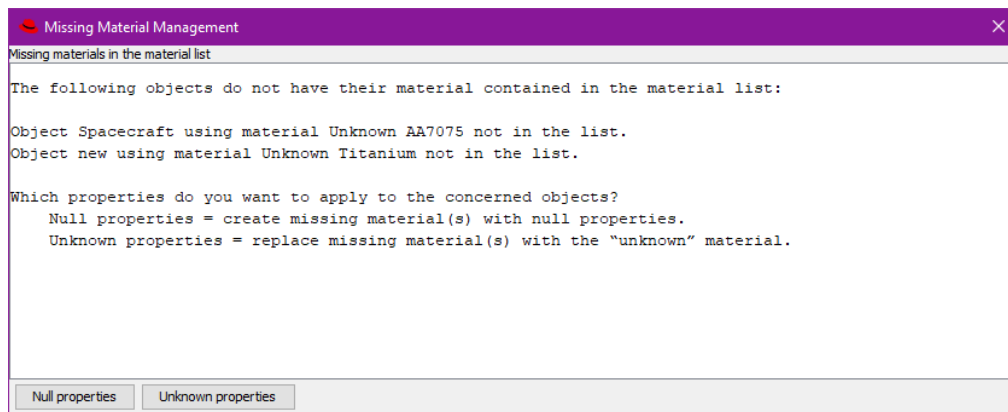 Missing Material Management
Missing materials in the material list
The following objects do not have their material contained in the material list:
Object Spacecraft using material Unknown AA7075 not in the list.
Object new using material Unknown Titanium not in the list.
Which properties do you want to apply to the concerned objects?
Null properties = create missing material(s) with null properties.
Unknown properties = replace missing material(s) with the “unknown” material.
Null properties
Unknown properties